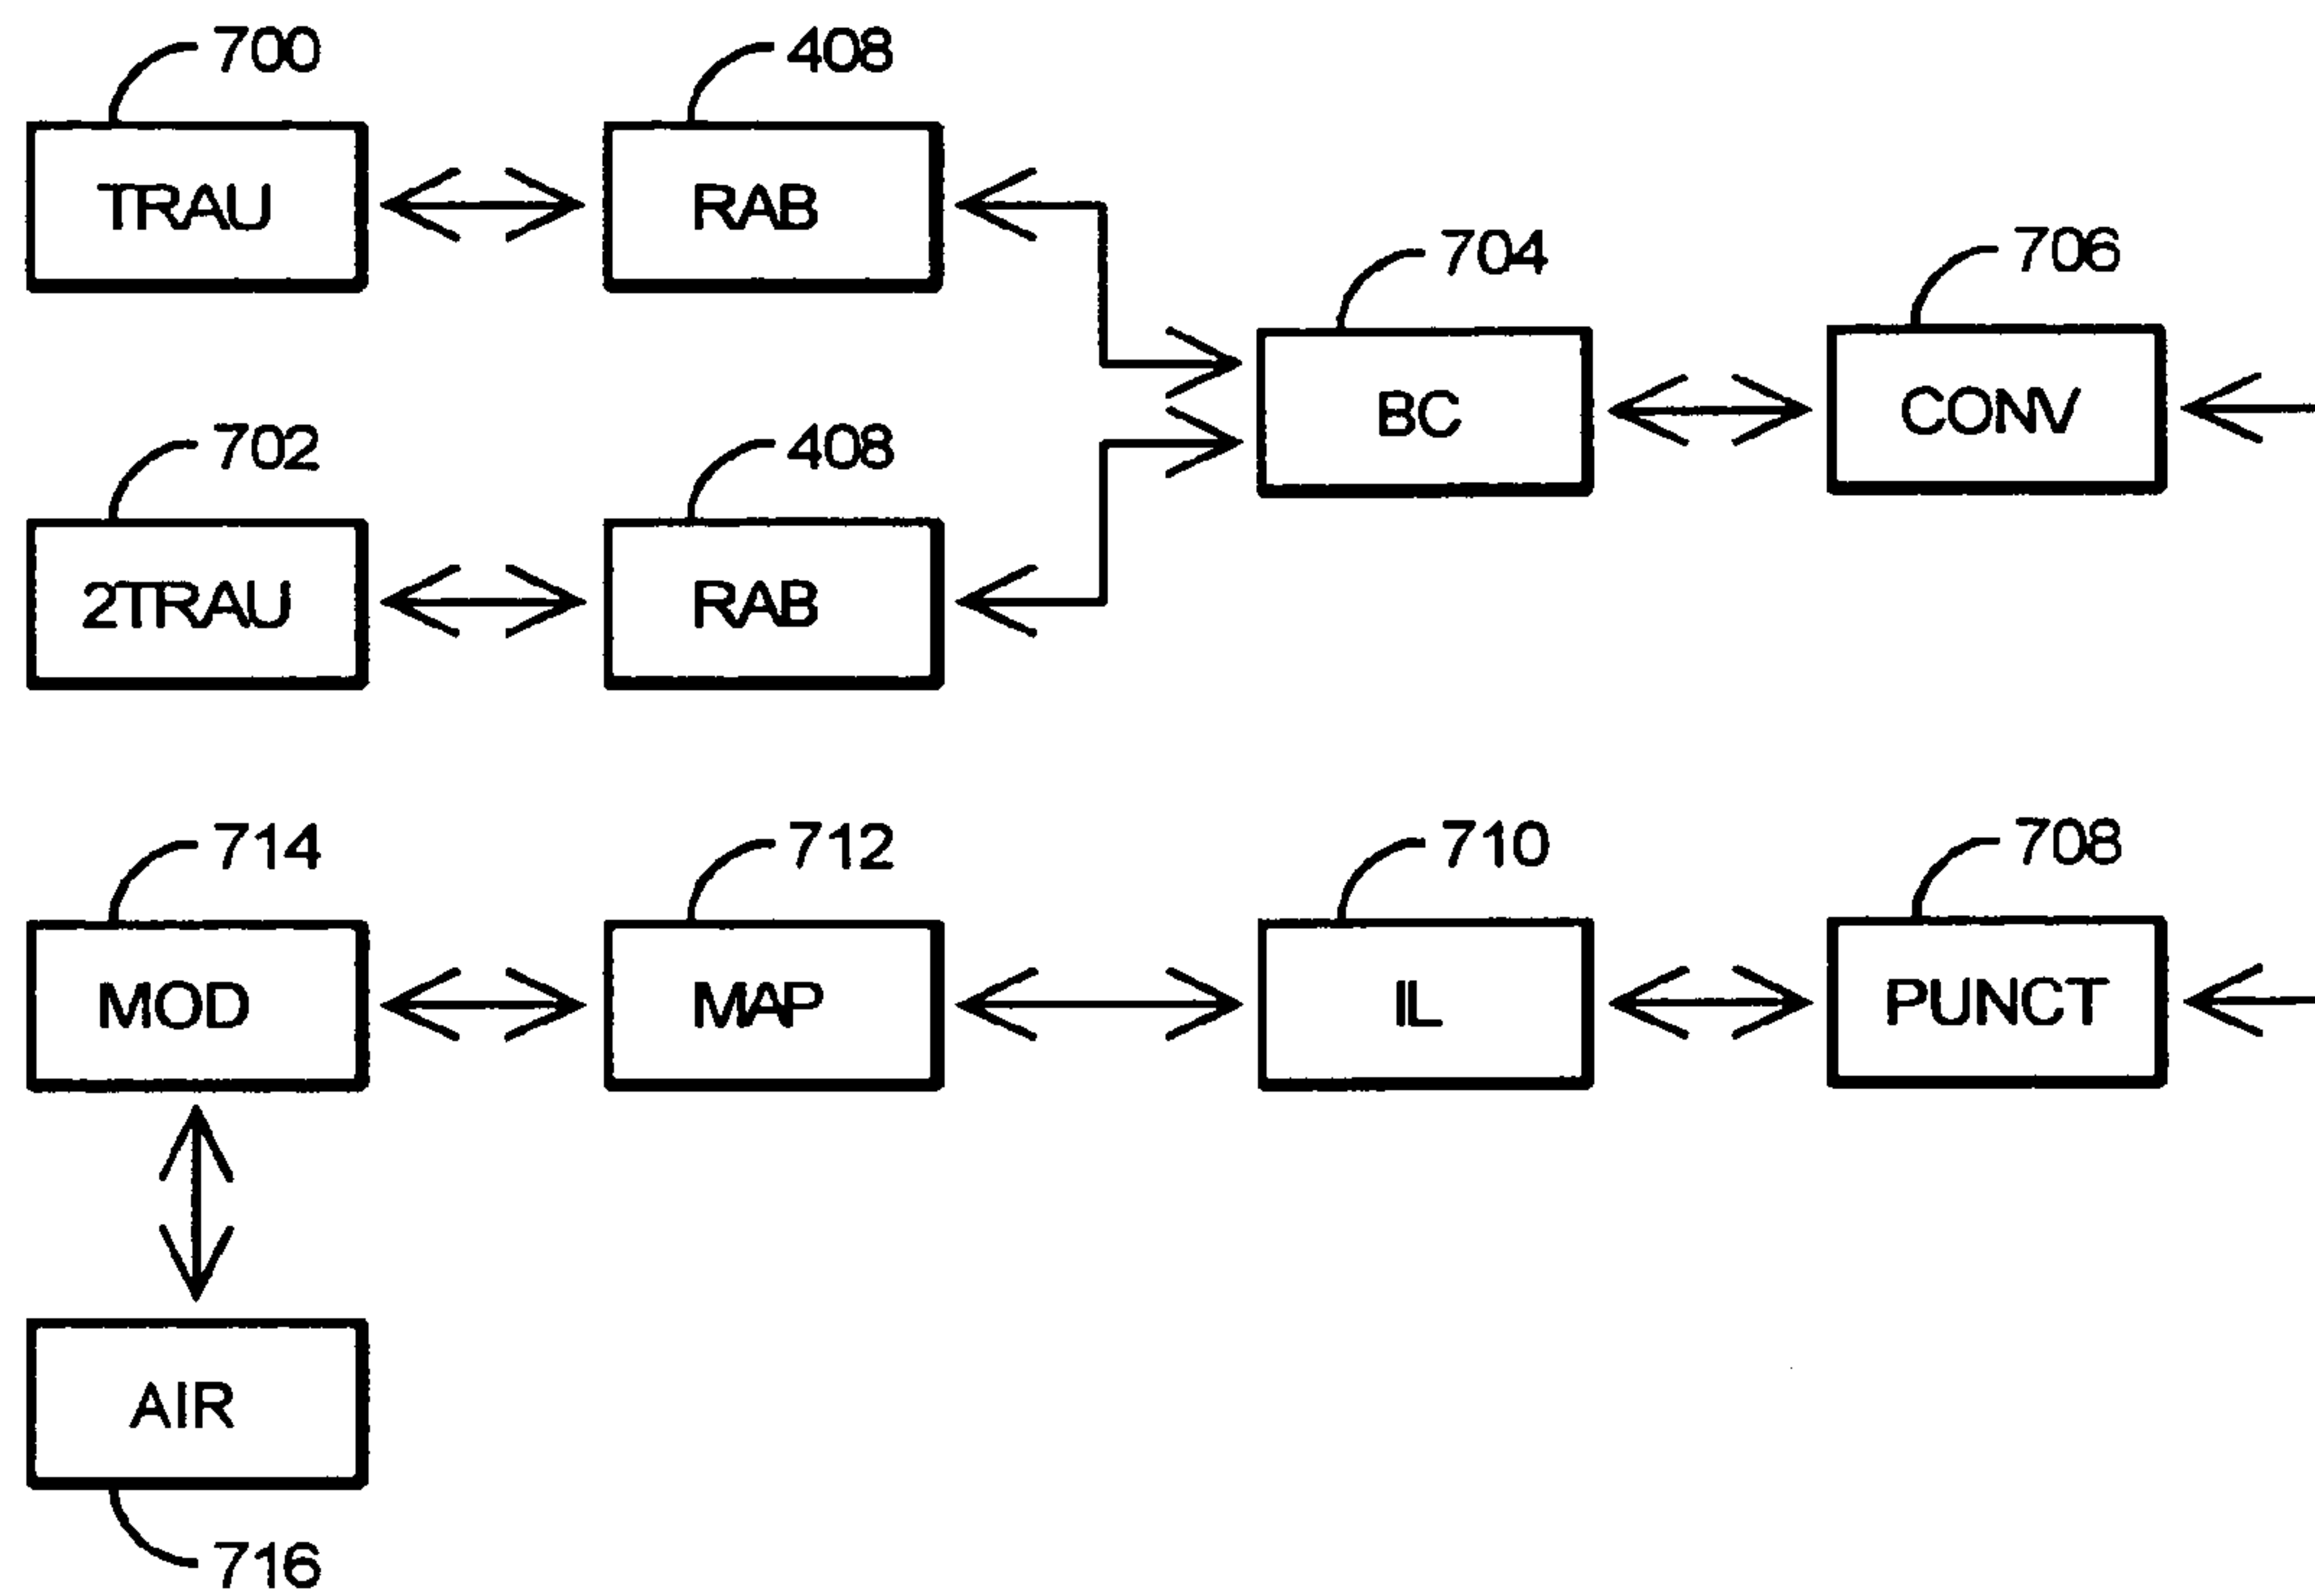 700
408
TRAU
RAB
704
706
BC
CONV
702
408
2TRAU
RAB
714
712
710
708
MOD
MAP
IL
PUNCT
AIR
716